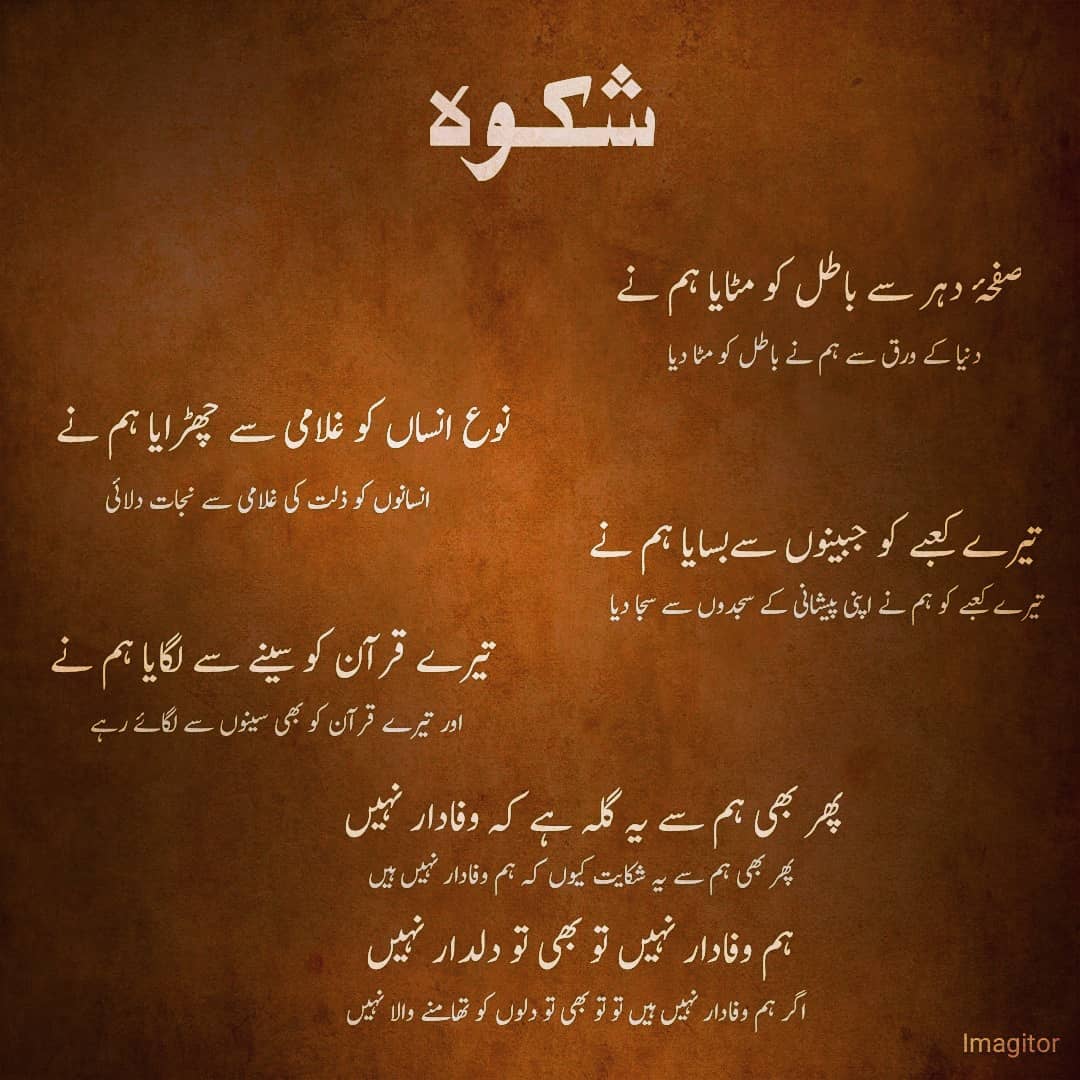 شکوہ
صفحۂ دہر سے باطل کو مٹایا ہم نے
دنیا کے ورق سے ہم نے باطل کو مٹا دیا
نوع انساں کو غلامی سے چھڑایا ہم نے
انسانوں کو ذلت کی غلامی سے نجات دلائی
تیرے کعبے کو جبینوں سے بسایا ہم نے
تیرے کعبے کو ہم نے اپنی پیشانی کے سجدوں سے سجا دیا
تیرے قرآن کو سینے سے لگایا ہم نے
اور تیرے قرآن کو بھی سینوں سے لگائے رہے
پھر بھی ہم سے یہ گلہ ہے کہ وفادار نہیں
پھر بھی ہم سے یہ شکایت کیوں کہ ہم وفادار نہیں ہیں
ہم وفادار نہیں تو بھی تو دلدار نہیں
اگر ہم وفادار نہیں ہیں تو تو بھی تو دلوں کو تھامنے والا نہیں
Imagitor